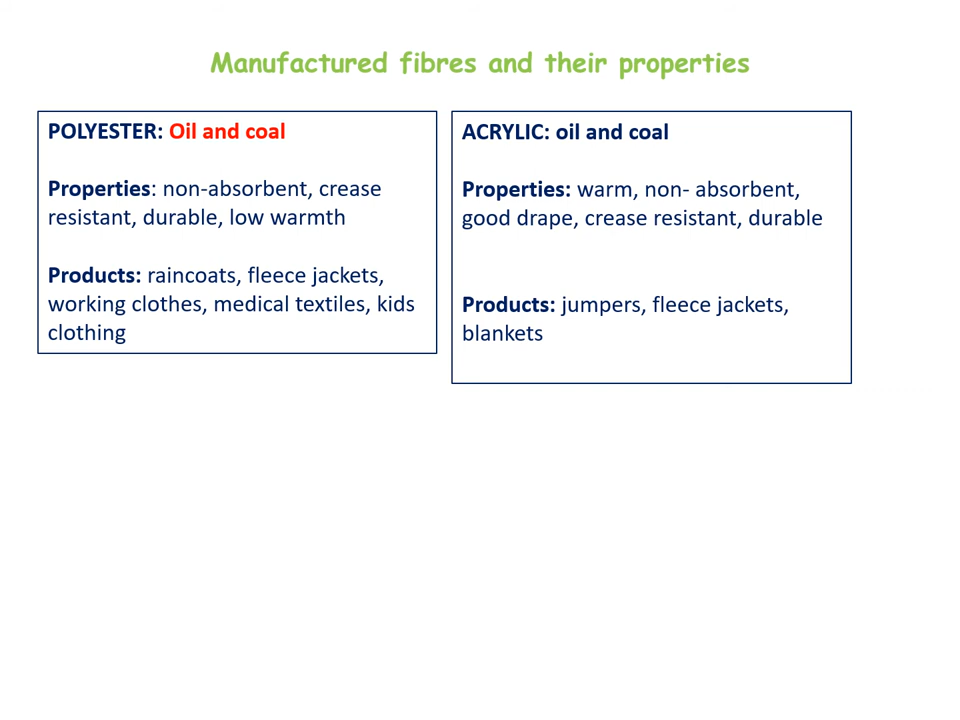 Manufactured fibres and their properties
POLYESTER: Oil and coal
Properties: non-absorbent, crease
resistant, durable, low warmth
Products: raincoats, fleece jackets,
working clothes, medical textiles, kids
clothing
ACRYLIC: oil and coal
Properties: warm, non- absorbent,
good drape, crease resistant, durable
Products: jumpers, fleece jackets,
blankets